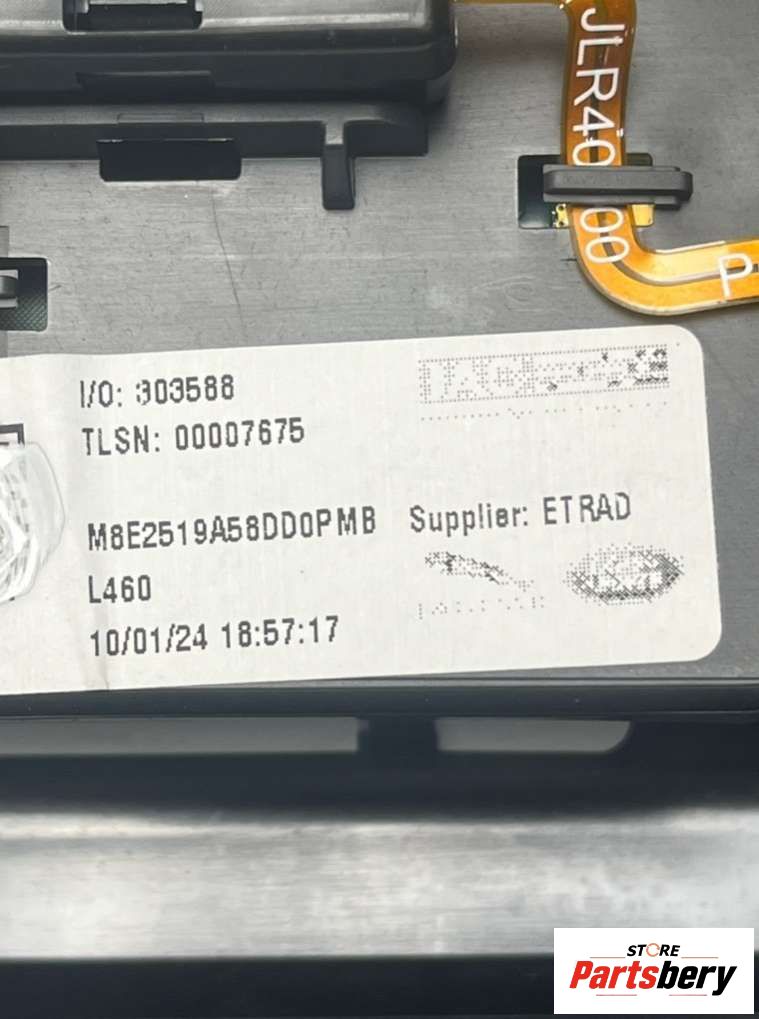 JLR40
00
P
I/O: 303588
TLSN: 00007675
M8E2519A58DD0PMB
Supplier: ETRAD
L460
10/01/24 18:57:17
STORE
Partsbery